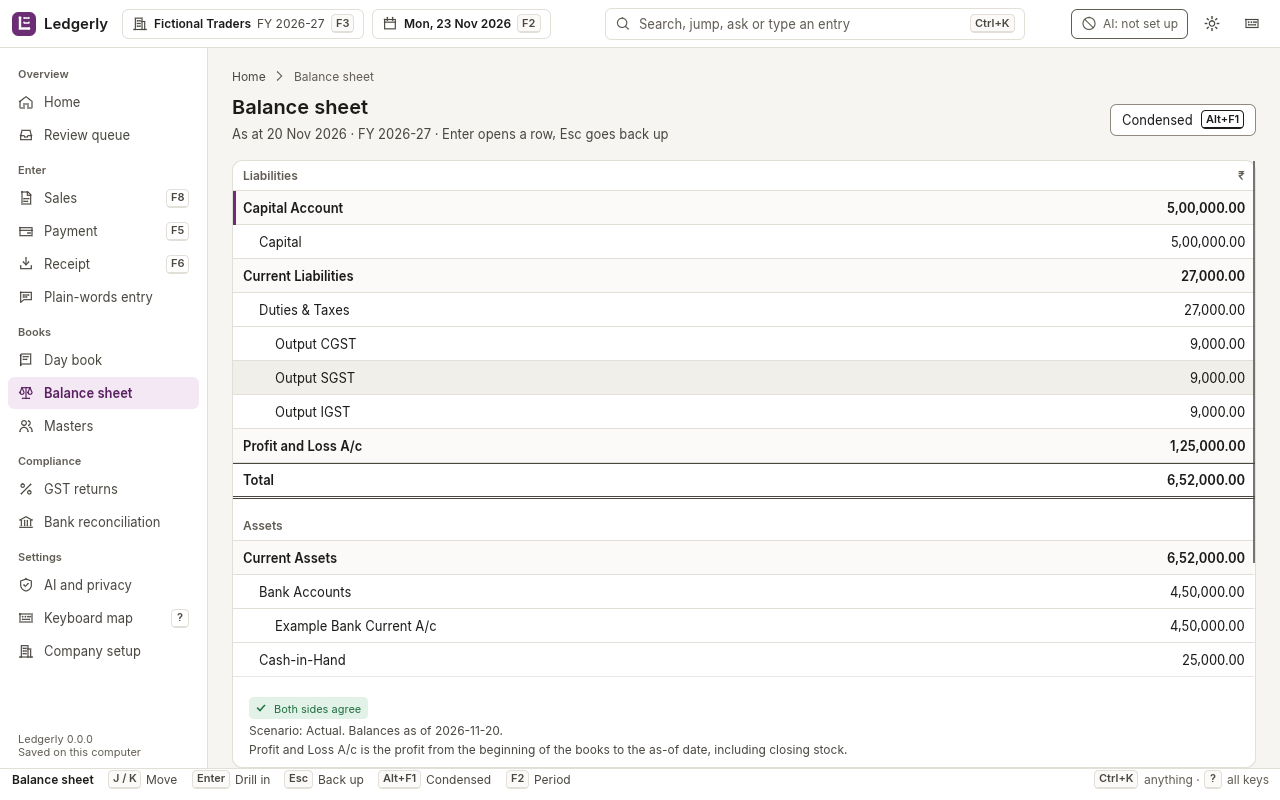 Ledgerly
Fictional Traders FY 2026-27 F3
Mon, 23 Nov 2026 F2
Search, jump, ask or type an entry Ctrl+K
AI: not set up
Overview
Home
Review queue
Enter
Sales F8
Payment F5
Receipt F6
Plain-words entry
Books
Day book
Balance sheet
Masters
Compliance
GST returns
Bank reconciliation
Settings
AI and privacy
Keyboard map ?
Company setup
Ledgerly 0.0.0
Saved on this computer
Home Balance sheet
Balance sheet
As at 20 Nov 2026 · FY 2026-27 · Enter opens a row, Esc goes back up
Condensed Alt+F1
Liabilities ₹
Capital Account 5,00,000.00
Capital 5,00,000.00
Current Liabilities 27,000.00
Duties & Taxes 27,000.00
Output CGST 9,000.00
Output SGST 9,000.00
Output IGST 9,000.00
Profit and Loss A/c 1,25,000.00
Total 6,52,000.00
Assets
Current Assets 6,52,000.00
Bank Accounts 4,50,000.00
Example Bank Current A/c 4,50,000.00
Cash-in-Hand 25,000.00
Both sides agree
Scenario: Actual. Balances as of 2026-11-20.
Profit and Loss A/c is the profit from the beginning of the books to the as-of date, including closing stock.
Balance sheet J / K Move Enter Drill in Esc Back up Alt+F1 Condensed F2 Period Ctrl+K anything · ? all keys